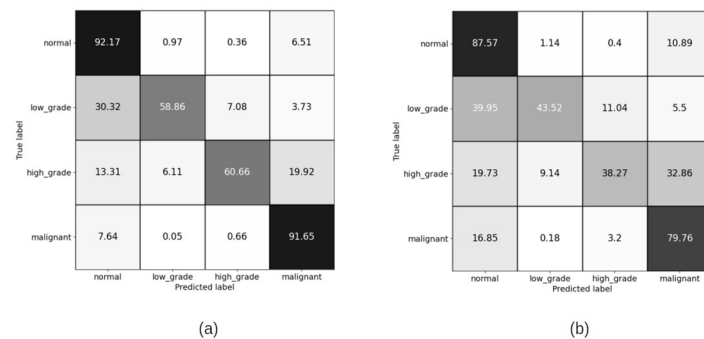 normal 92.17 0.97 0.36 6.51
low_grade 30.32 58.86 7.08 3.73
high_grade 13.31 6.11 60.66 19.92
malignant 7.64 0.05 0.66 91.65
True label
normal low_grade high_grade malignant
Predicted label
(a)
normal 87.57 1.14 0.4 10.89
low_grade 39.95 43.52 11.04 5.5
high_grade 19.73 9.14 38.27 32.86
malignant 16.85 0.18 3.2 79.76
True label
normal low_grade high_grade malignant
Predicted label
(b)